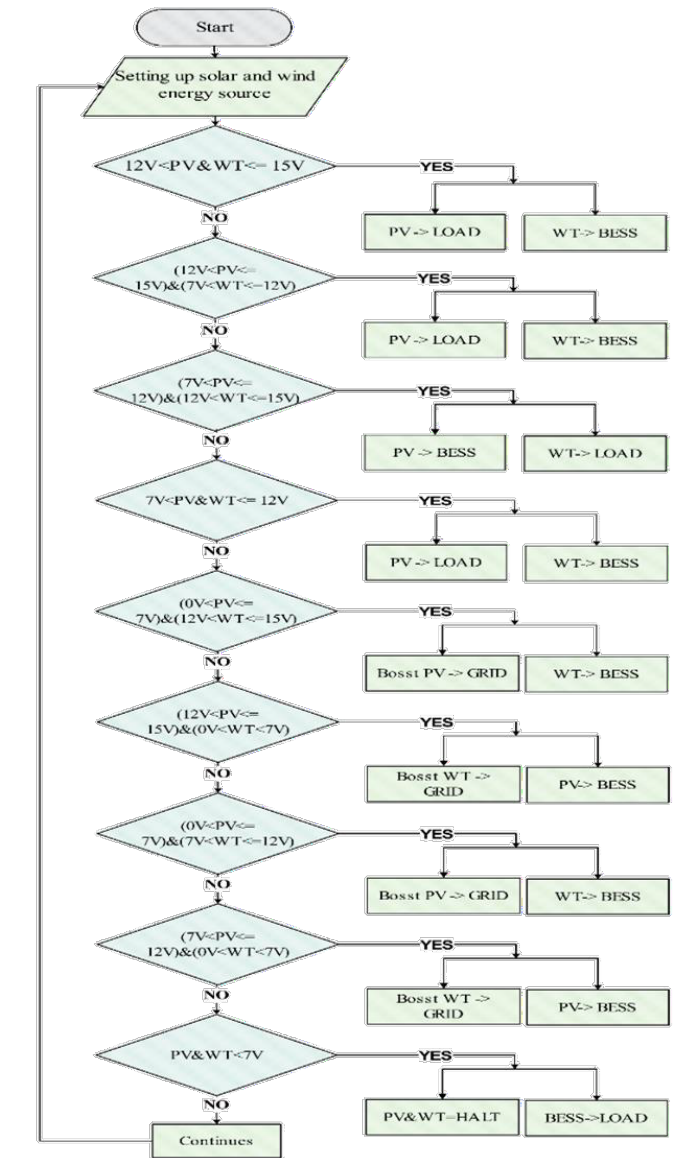 Start
Setting up solar and wind
energy source
12V<PV&WT<= 15V
YES
PV-> LOAD
WT-> BESS
NO
(12V<PV<=
15V)&(7V<WT<=12V)
YES
PV-> LOAD
WT-> BESS
NO
(7V<PV<=
12V)&(12V<WT<=15V)
YES
PV-> BESS
WT-> LOAD
NO
7V<PV&WT<= 12V
YES
PV-> LOAD
WT-> BESS
NO
(0V<PV<=
7V)&(12V<WT<=15V)
YES
Bosst PV-> GRID
WT-> BESS
NO
(12V<PV<=
15V)&(0V<WT<7V)
YES
Bosst WT ->
GRID
PV-> BESS
NO
(0V<PV<=
7V)&(7V<WT<=12V)
YES
Bosst PV-> GRID
WT-> BESS
NO
(7V<PV<=
12V)&(0V<WT<7V)
YES
Bosst WT ->
GRID
PV-> BESS
NO
PV&WT<7V
YES
PV&WT=HALT
BESS->LOAD
NO
Continues